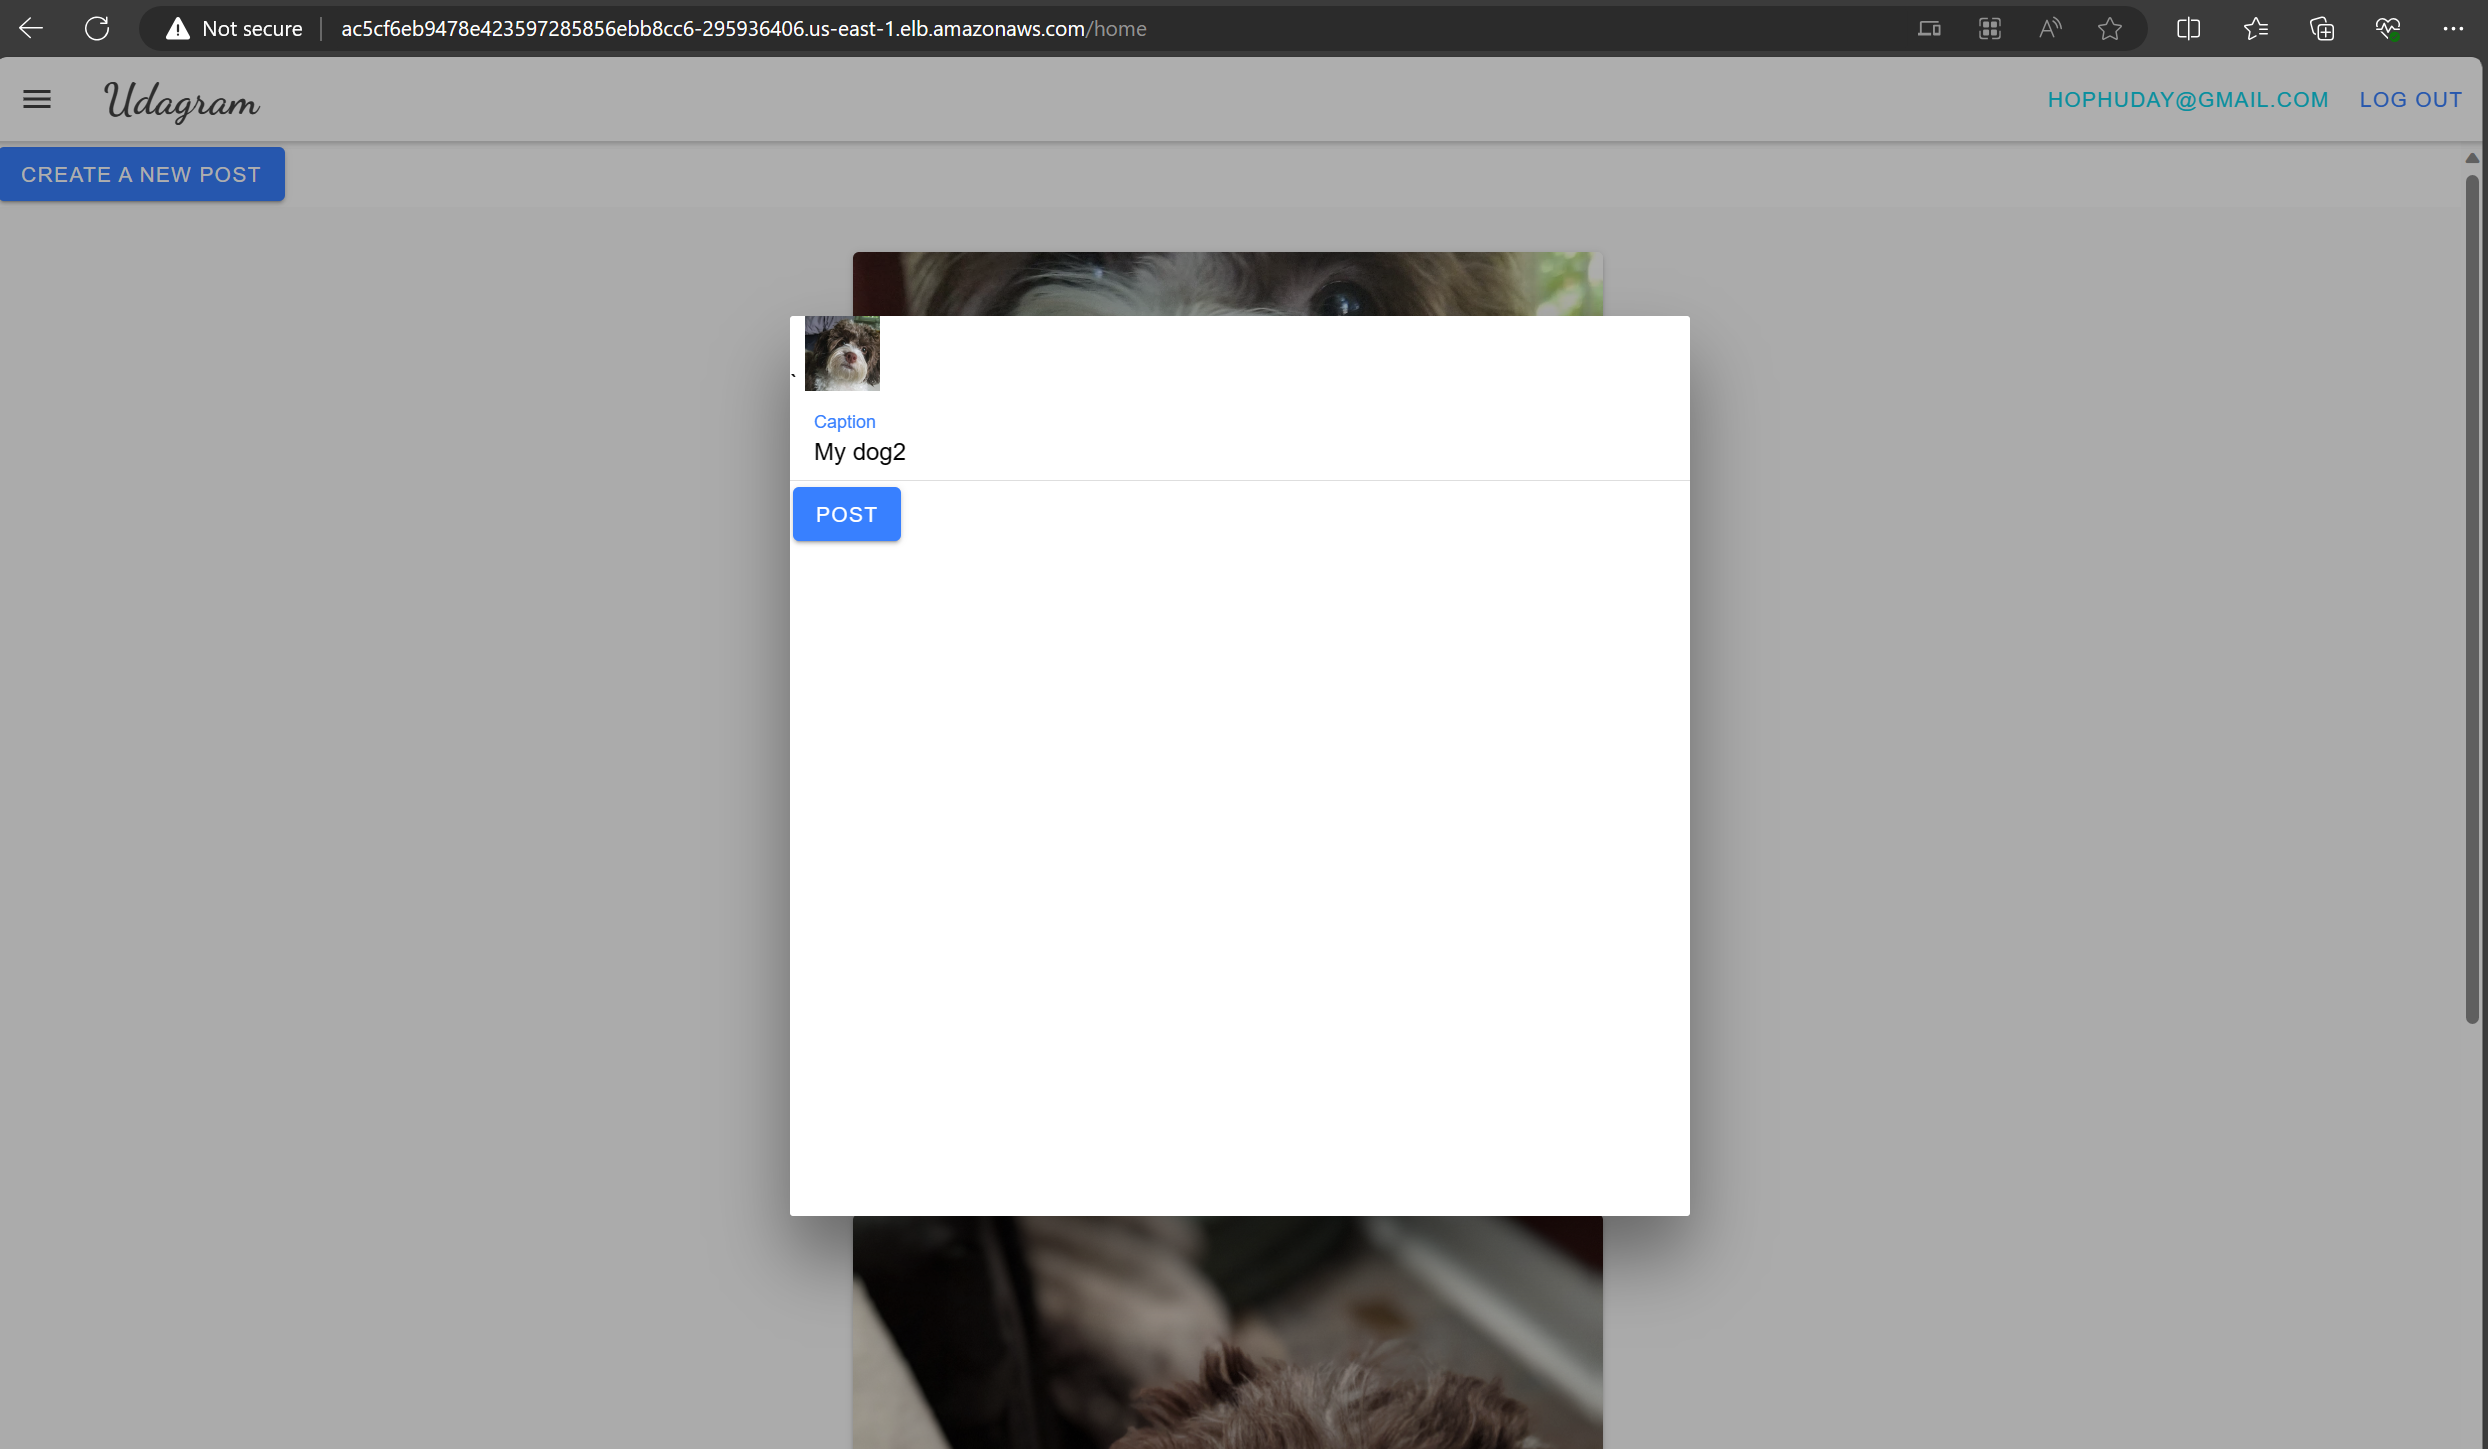 Not secure | ac5cf6eb9478e423597285856ebb8cc6-295936406.us-east-1.elb.amazonaws.com/home
Udagram
HOPHUDAY@GMAIL.COM LOG OUT
CREATE A NEW POST
`
Caption
My dog2
POST